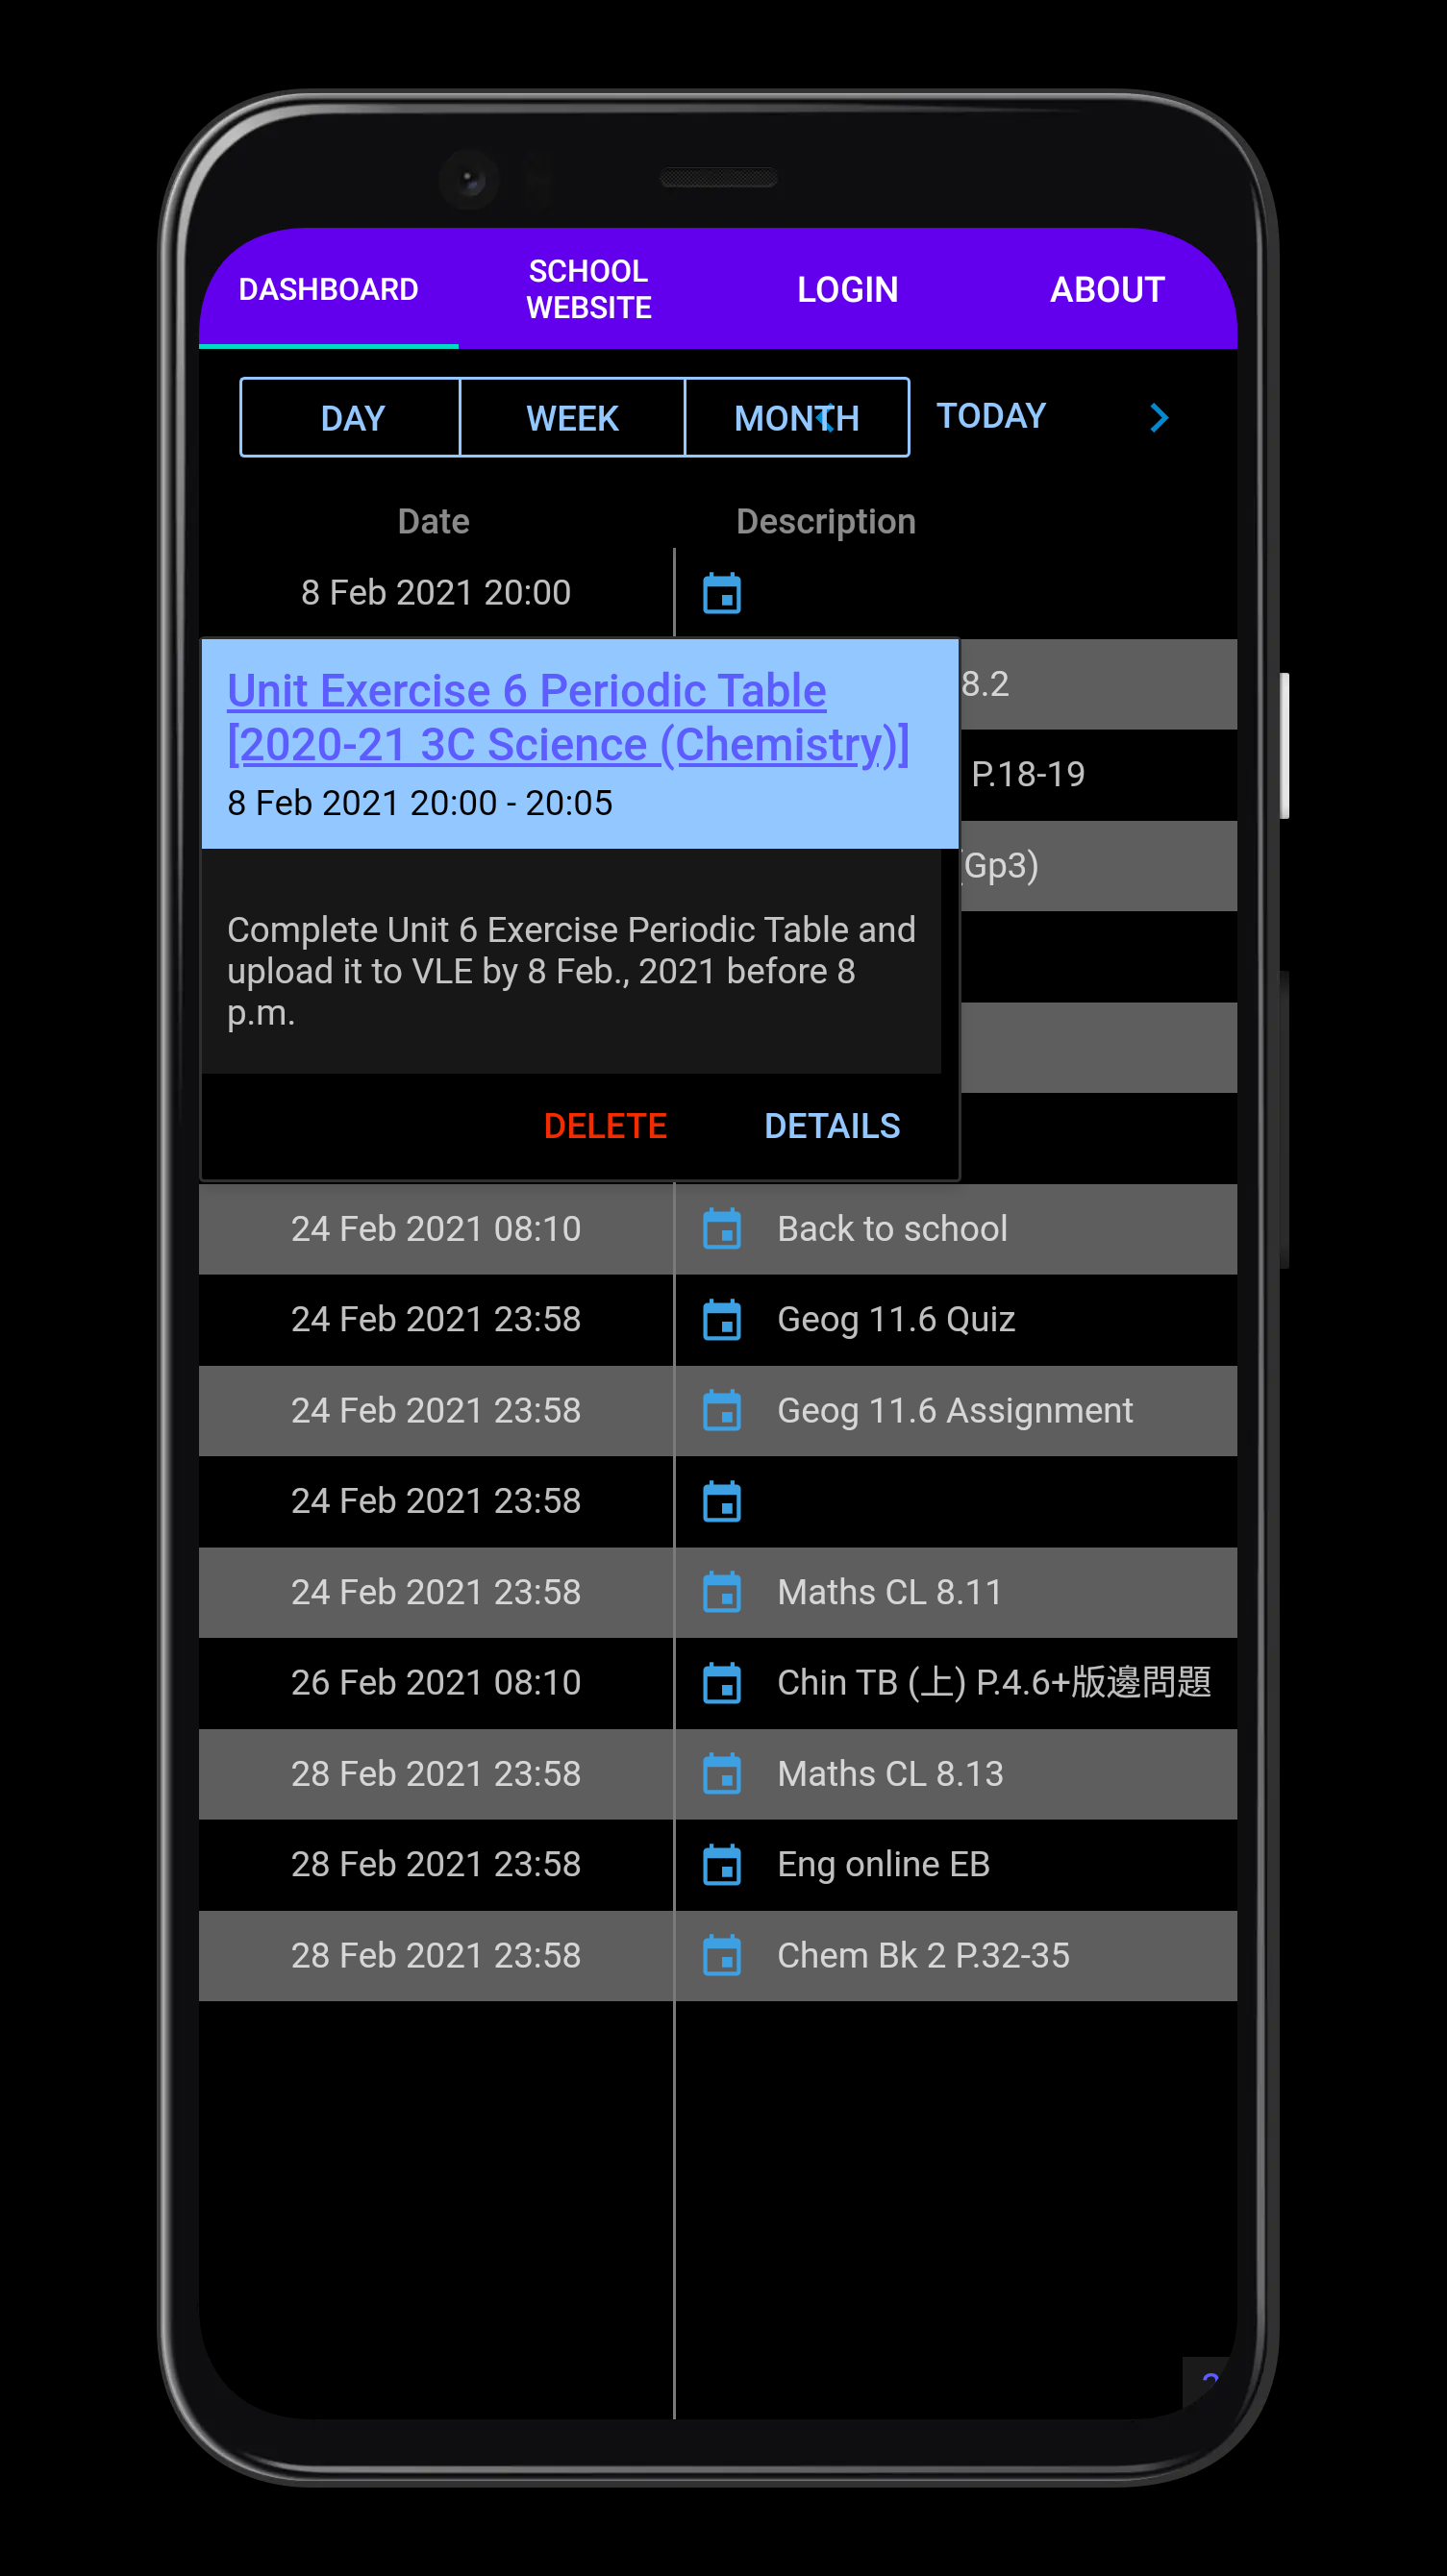 DASHBOARD
SCHOOL
WEBSITE
LOGIN
ABOUT
DAY
WEEK
MONTH
TODAY
Date
Description
8 Feb 2021 20:00
Unit Exercise 6 Periodic Table
[2020-21 3C Science (Chemistry)]
8 Feb 2021 20:00 - 20:05
8.2
P.18-19
(Gp3)
Complete Unit 6 Exercise Periodic Table and
upload it to VLE by 8 Feb., 2021 before 8
p.m.
DELETE
DETAILS
24 Feb 2021 08:10 Back to school
24 Feb 2021 23:58 Geog 11.6 Quiz
24 Feb 2021 23:58 Geog 11.6 Assignment
24 Feb 2021 23:58
24 Feb 2021 23:58 Maths CL 8.11
26 Feb 2021 08:10 Chin TB (上) P.4.6+版邊問題
28 Feb 2021 23:58 Maths CL 8.13
28 Feb 2021 23:58 Eng online EB
28 Feb 2021 23:58 Chem Bk 2 P.32-35